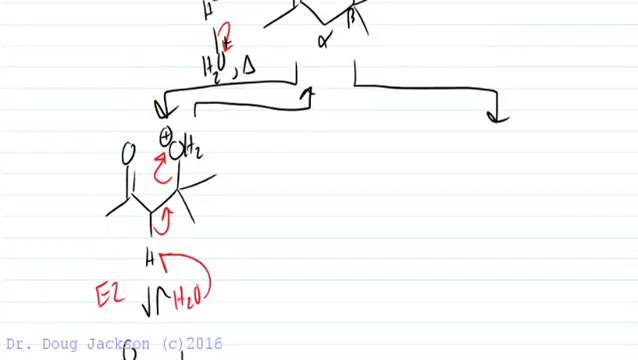 H
α
β
H₂O⁺, Δ
⊕
O
OH₂
H
E2
H₂O
Dr. Doug Jackson (c)2016
O